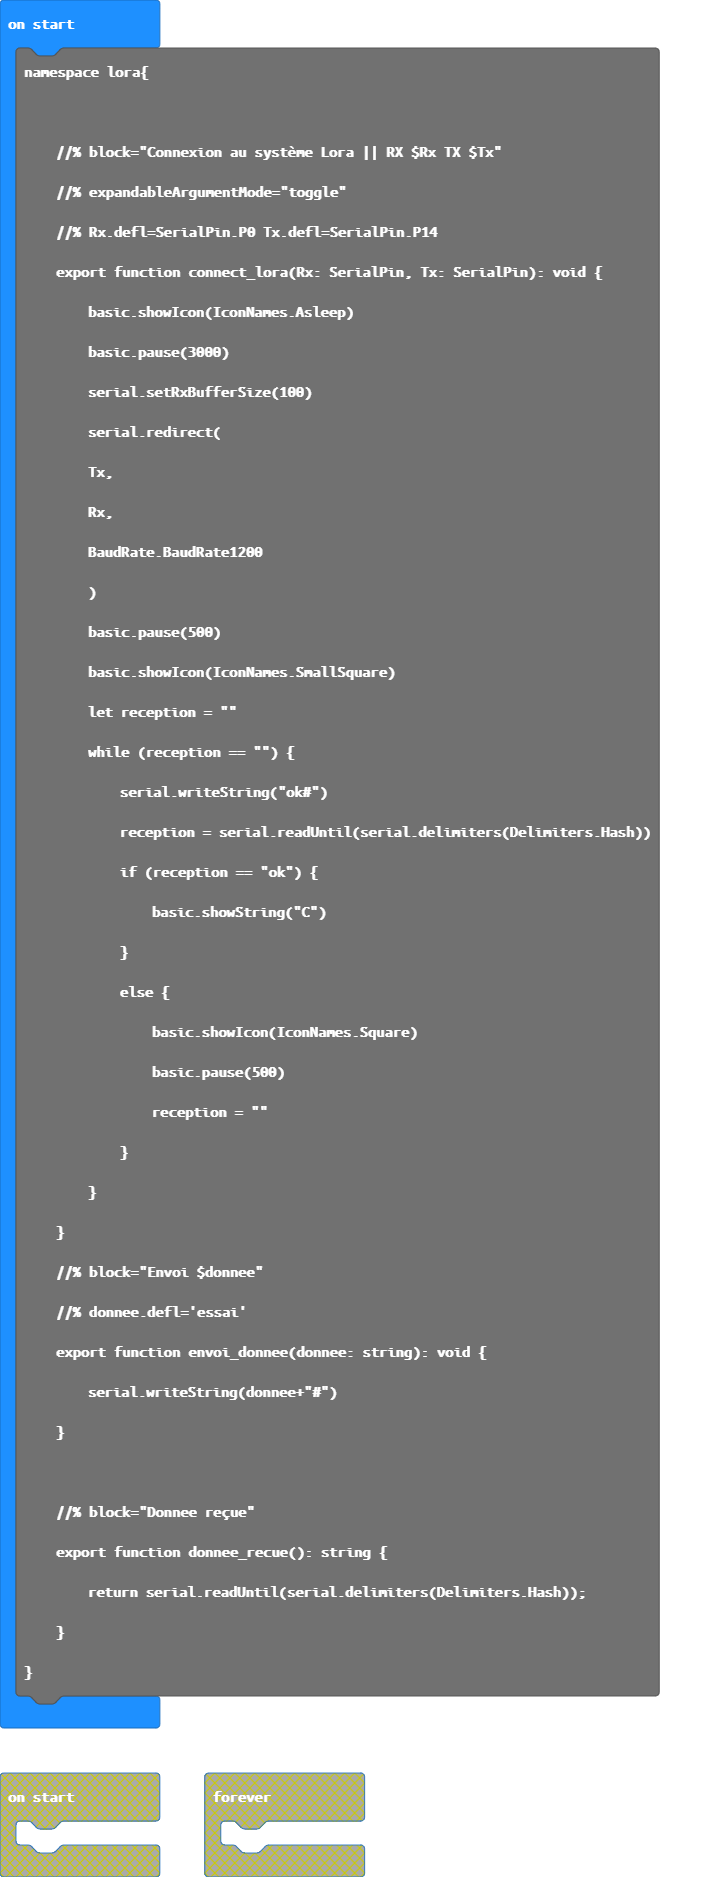 on start
namespace lora{
//% block="Connexion au système Lora || RX $Rx TX $Tx"
//% expandableArgumentMode="toggle"
//% Rx.defl=SerialPin.P0 Tx.defl=SerialPin.P14
export function connect_lora(Rx: SerialPin, Tx: SerialPin): void {
basic.showIcon(IconNames.Asleep)
basic.pause(3000)
serial.setRxBufferSize(100)
serial.redirect(
Tx,
Rx,
BaudRate.BaudRate1200
)
basic.pause(500)
basic.showIcon(IconNames.SmallSquare)
let reception = ""
while (reception == "") {
serial.writeString("ok#")
reception = serial.readUntil(serial.delimiters(Delimiters.Hash))
if (reception == "ok") {
basic.showString("C")
}
else {
basic.showIcon(IconNames.Square)
basic.pause(500)
reception = ""
}
}
}
//% block="Envoi $donnee"
//% donnee.defl='essai'
export function envoi_donnee(donnee: string): void {
serial.writeString(donnee+"#")
}
//% block="Donnee reçue"
export function donnee_recue(): string {
return serial.readUntil(serial.delimiters(Delimiters.Hash));
}
}
on start
forever